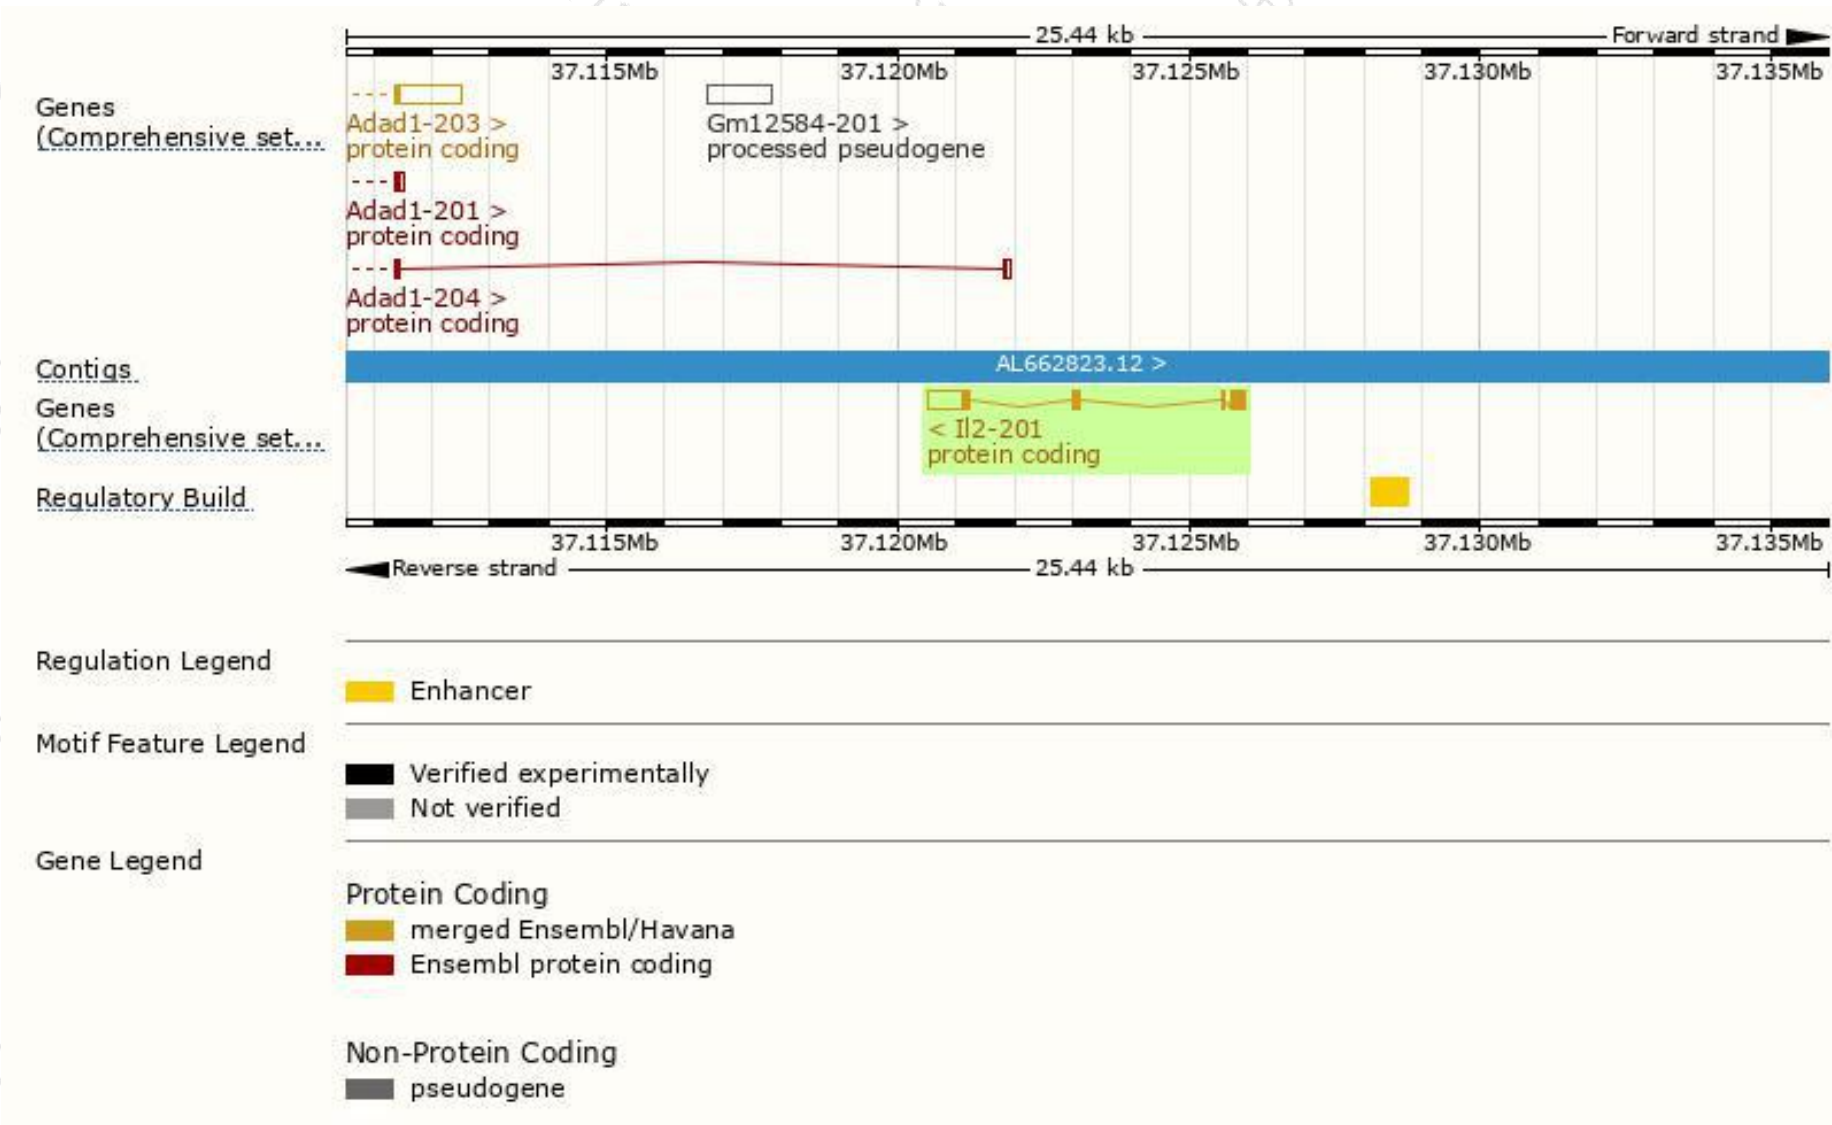 25.44 kb Forward strand
37.115Mb 37.120Mb 37.125Mb 37.130Mb 37.135Mb
Genes
(Comprehensive set...
Adad1-203 >
protein coding
Gm12584-201 >
processed pseudogene
Adad1-201 >
protein coding
Adad1-204 >
protein coding
Contigs
AL662823.12 >
Genes
(Comprehensive set...
< Il2-201
protein coding
Regulatory Build
37.115Mb 37.120Mb 37.125Mb 37.130Mb 37.135Mb
Reverse strand 25.44 kb
Regulation Legend
Enhancer
Motif Feature Legend
Verified experimentally
Not verified
Gene Legend
Protein Coding
merged Ensembl/Havana
Ensembl protein coding
Non-Protein Coding
pseudogene